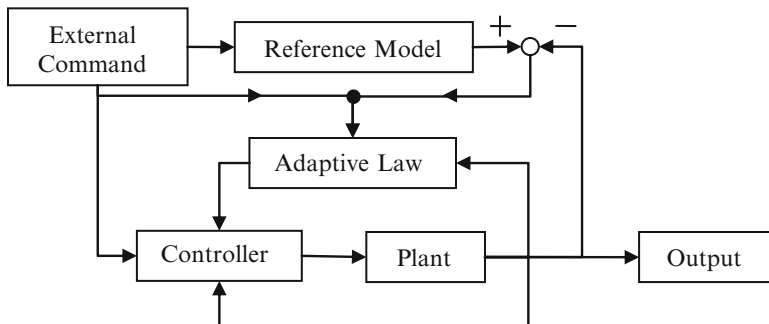 External
Command
Reference Model
+
−
Adaptive Law
Controller
Plant
Output